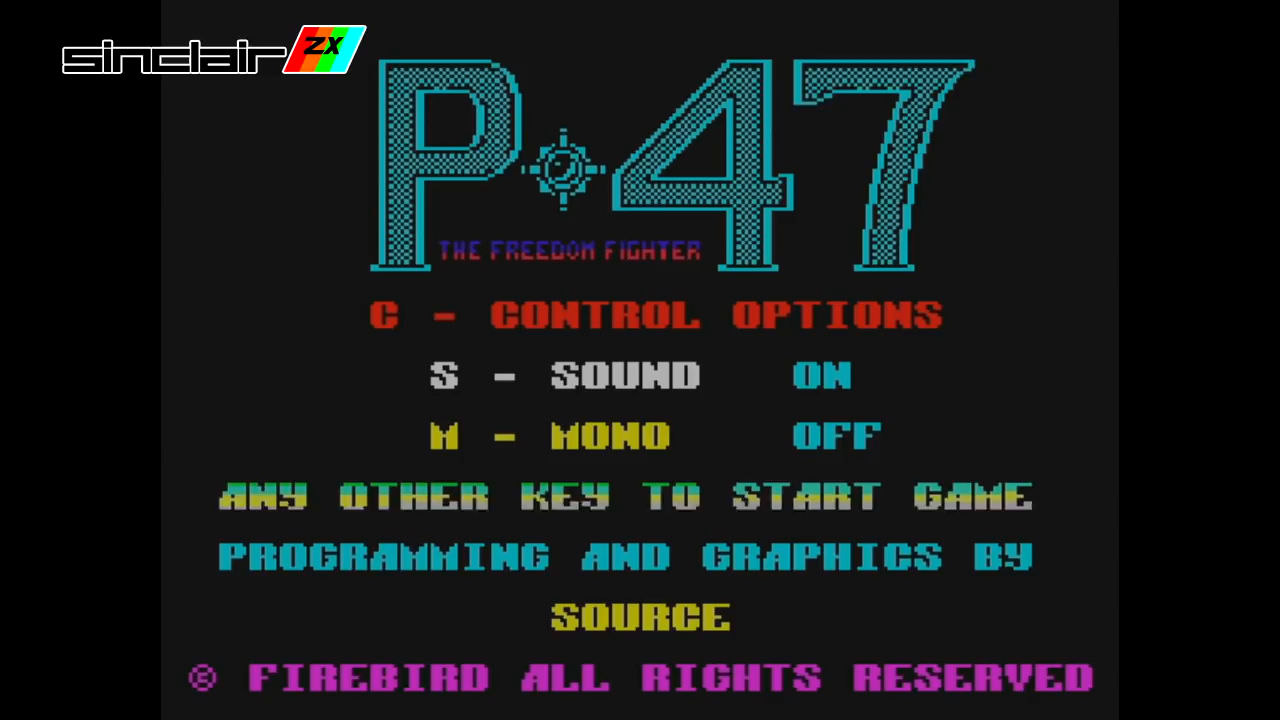 sinclair ZX
P·47
THE FREEDOM FIGHTER
C - CONTROL OPTIONS
S - SOUND ON
M - MONO OFF
ANY OTHER KEY TO START GAME
PROGRAMMING AND GRAPHICS BY
SOURCE
© FIREBIRD ALL RIGHTS RESERVED